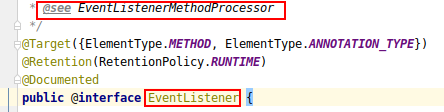 * @see EventListenerMethodProcessor
*/
@Target({ElementType.METHOD, ElementType.ANNOTATION_TYPE})
@Retention(RetentionPolicy.RUNTIME)
@Documented
public @interface EventListener {